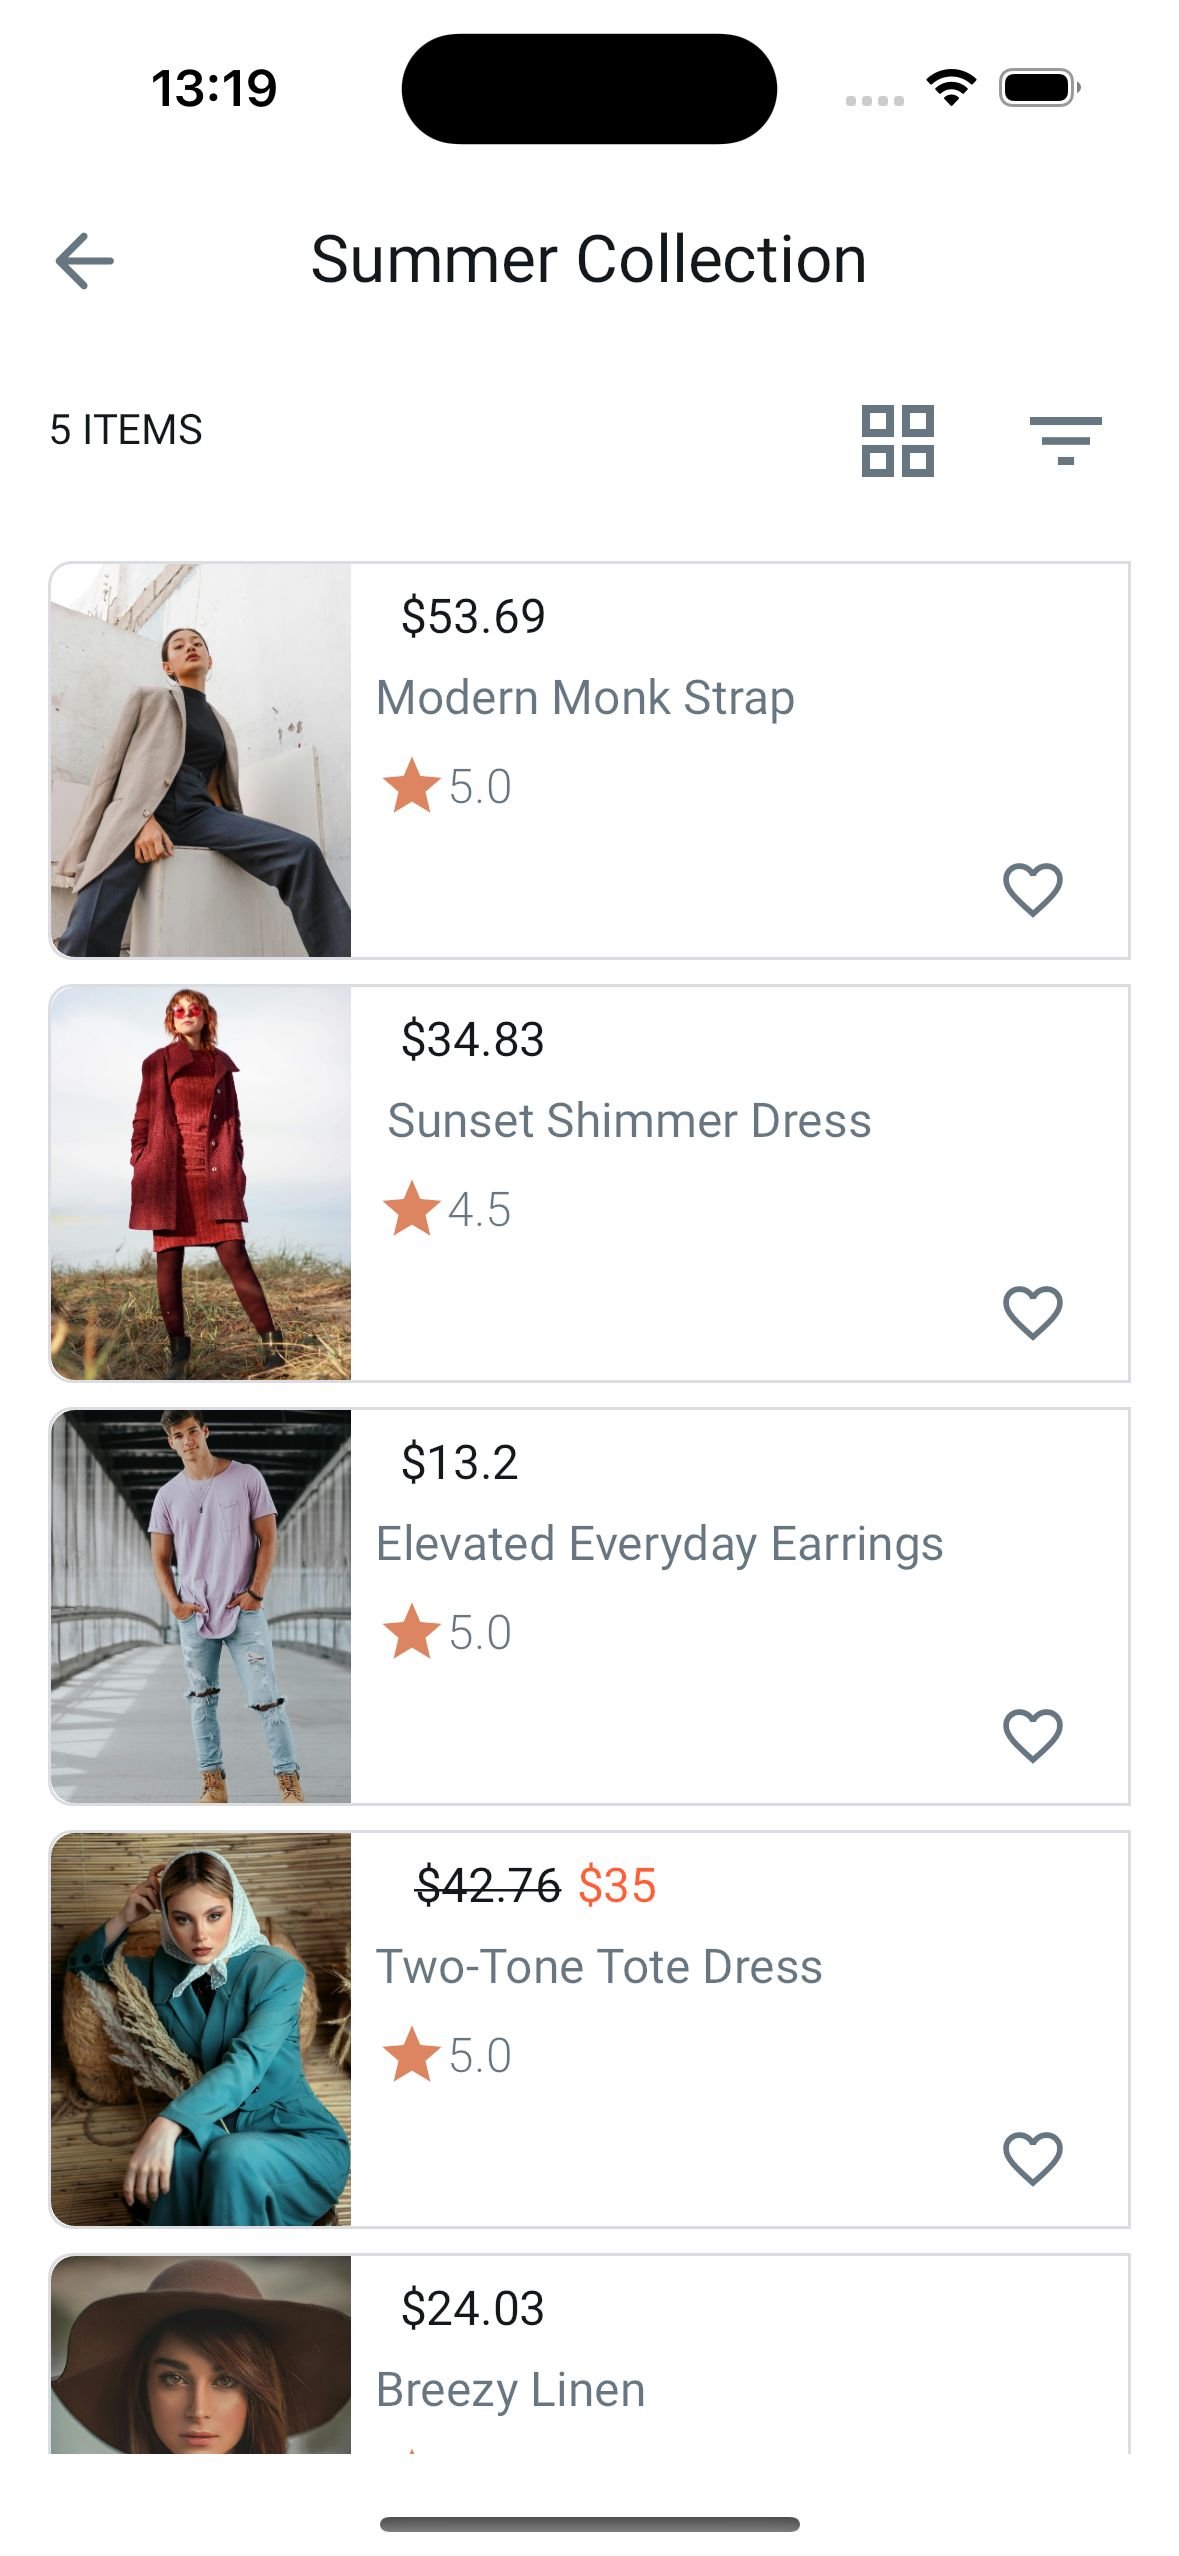 13:19
Summer Collection
5 ITEMS
$53.69
Modern Monk Strap
5.0
$34.83
Sunset Shimmer Dress
4.5
$13.2
Elevated Everyday Earrings
5.0
$42.76 $35
Two-Tone Tote Dress
5.0
$24.03
Breezy Linen